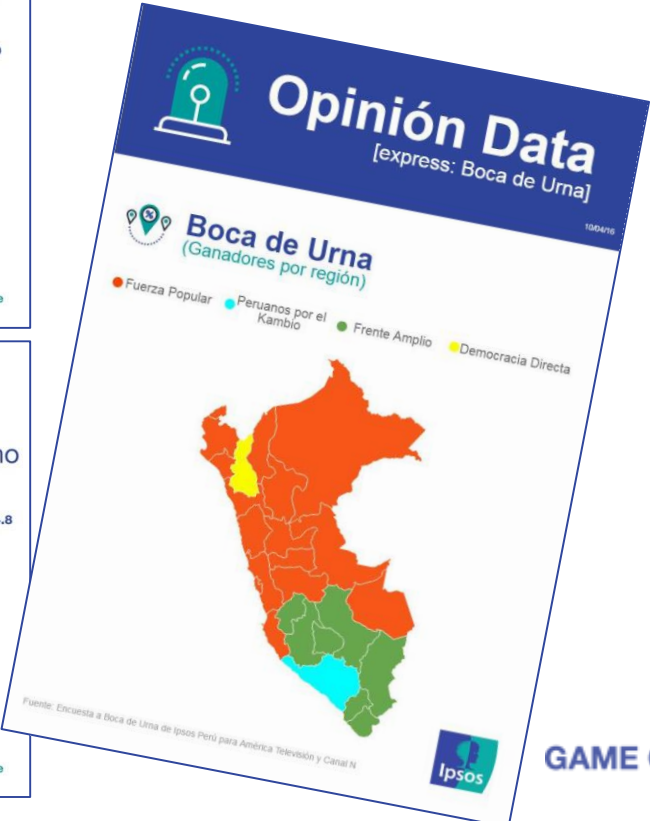 Opinión Data
[express: Boca de Urna]
10/04/16
Boca de Urna
(Ganadores por región)
Fuerza Popular
Peruanos por el
Kambio
Frente Amplio
Democracia Directa
Fuente: Encuesta a Boca de Urna de Ipsos Perú para América Televisión y Canal N
Ipsos
GAME